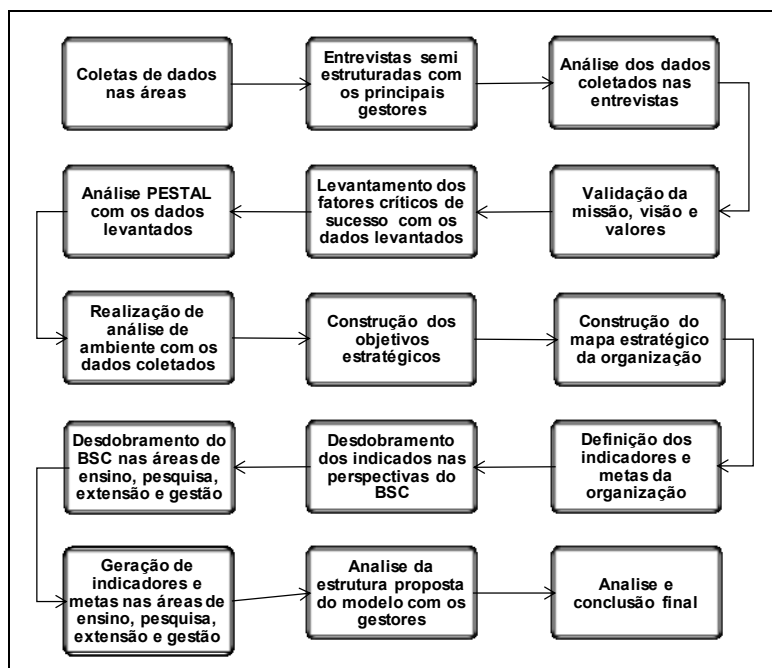 Coletas de dados
nas áreas
Entrevistas semi
estruturadas com
os principais
gestores
Análise dos dados
coletados nas
entrevistas
Análise PESTAL
com os dados
levantados
Levantamento dos
fatores críticos de
sucesso com os
dados levantados
Validação da
missão, visão e
valores
Realização de
análise de
ambiente com os
dados coletados
Construção dos
objetivos
estratégicos
Construção do
mapa estratégico
da organização
Desdobramento do
BSC nas áreas de
ensino, pesquisa,
extensão e gestão
Desdobramento
dos indicados nas
perspectivas do
BSC
Definição dos
indicadores e
metas da
organização
Geração de
indicadores e
metas nas áreas de
ensino, pesquisa,
extensão e gestão
Analise da
estrutura proposta
do modelo com os
gestores
Analise e
conclusão final